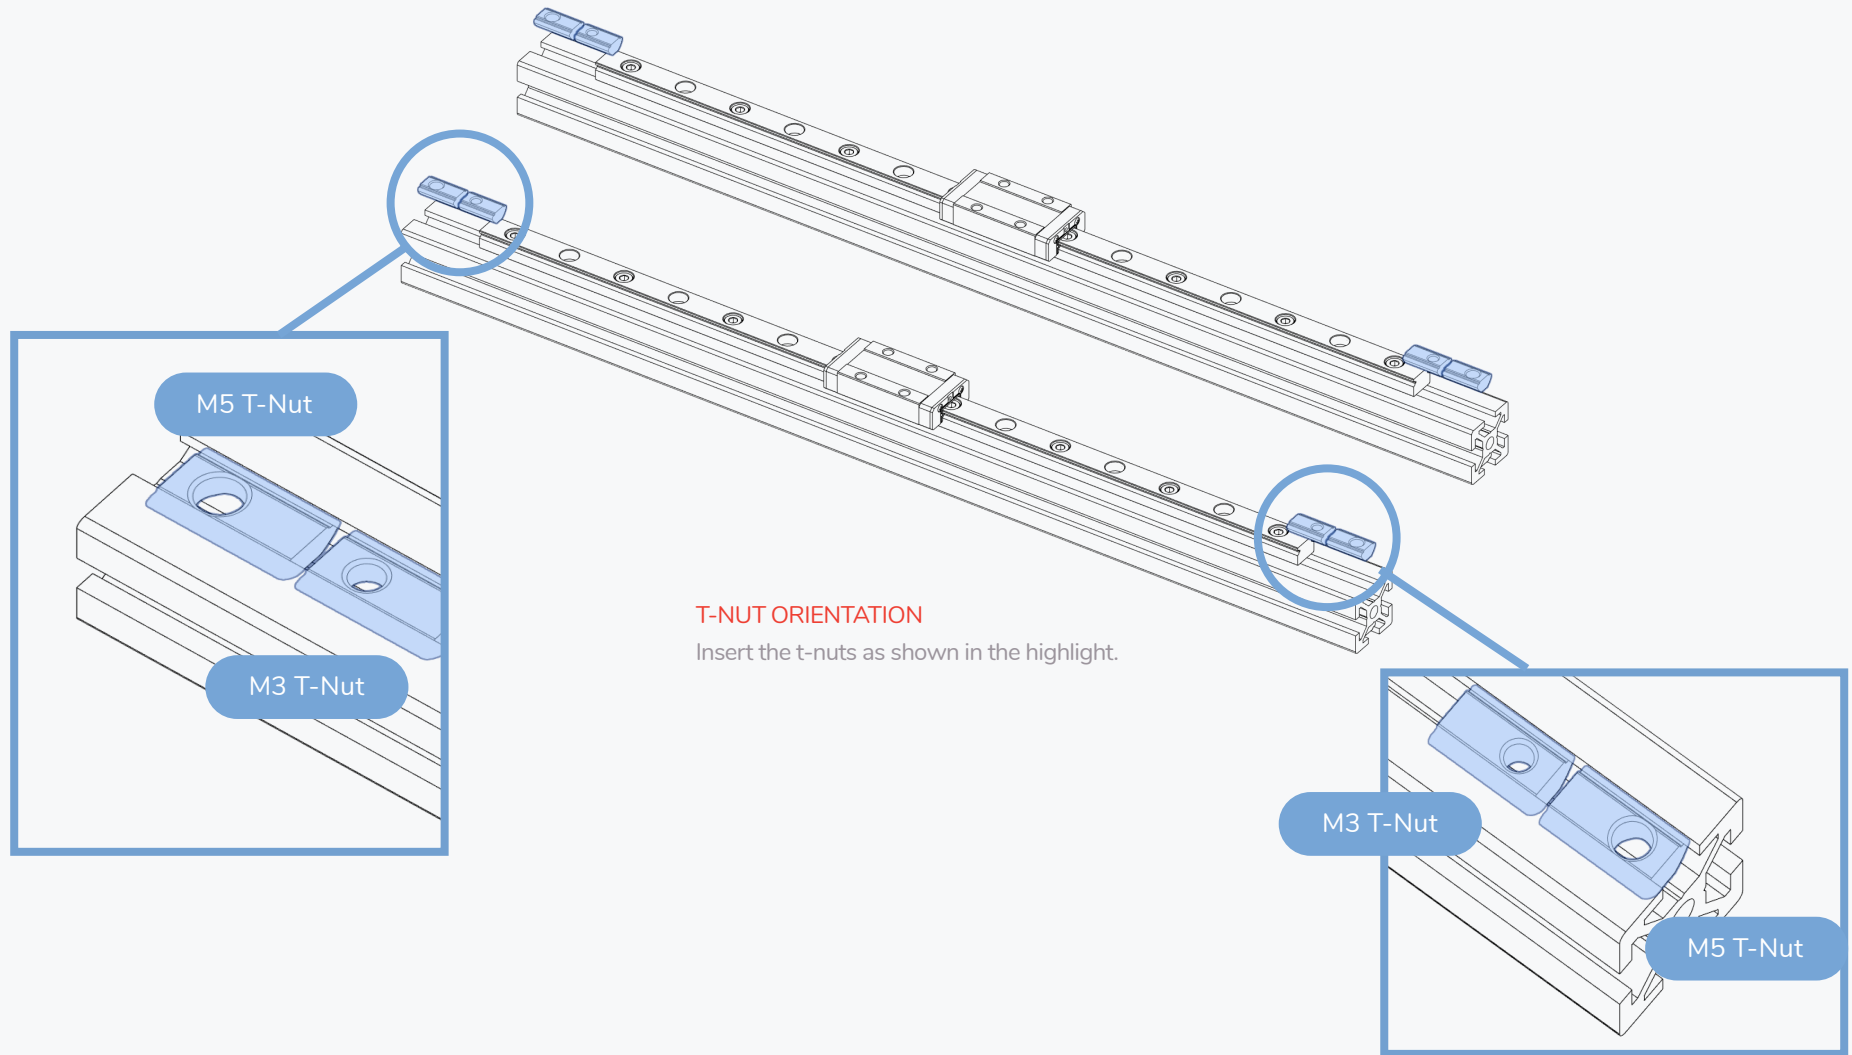 M5 T-Nut
M3 T-Nut
T-NUT ORIENTATION
Insert the t-nuts as shown in the highlight.
M3 T-Nut
M5 T-Nut